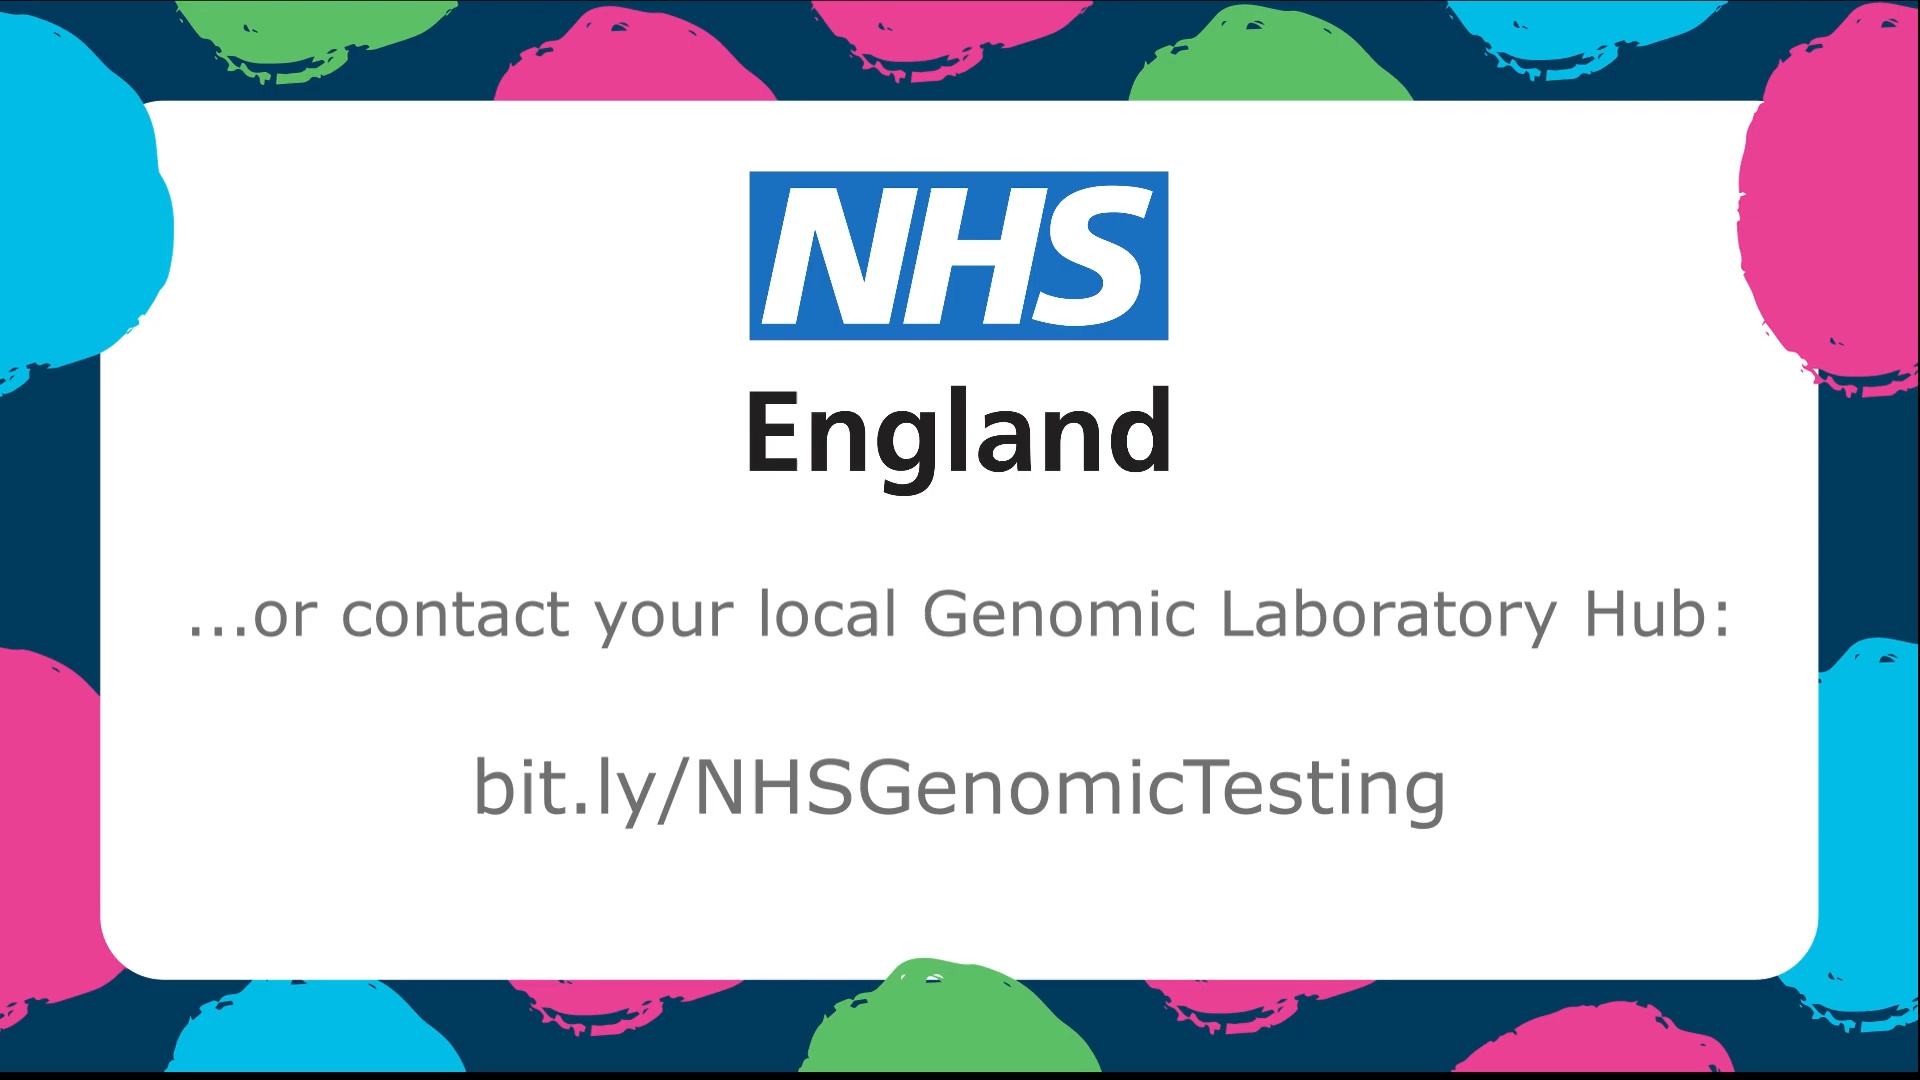 NHS
England
...or contact your local Genomic Laboratory Hub:
bit.ly/NHSGenomicTesting